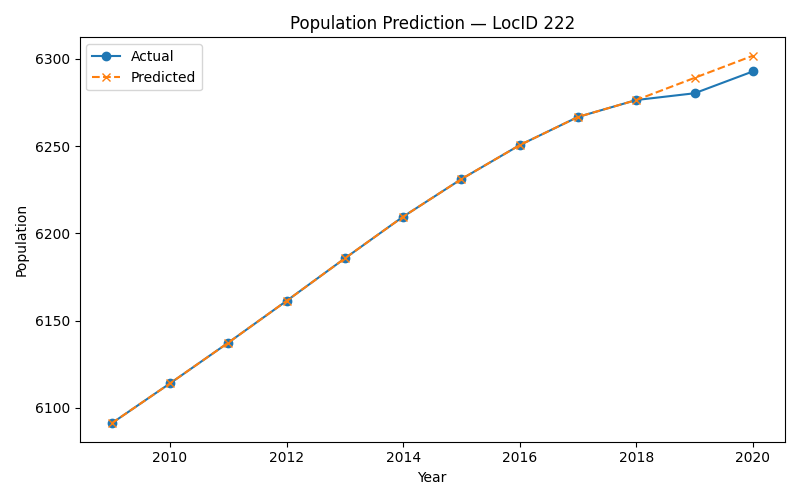 Population Prediction — LocID 222
Actual
Predicted
6300
6250
6200
6150
6100
Population
2010
2012
2014
2016
2018
2020
Year